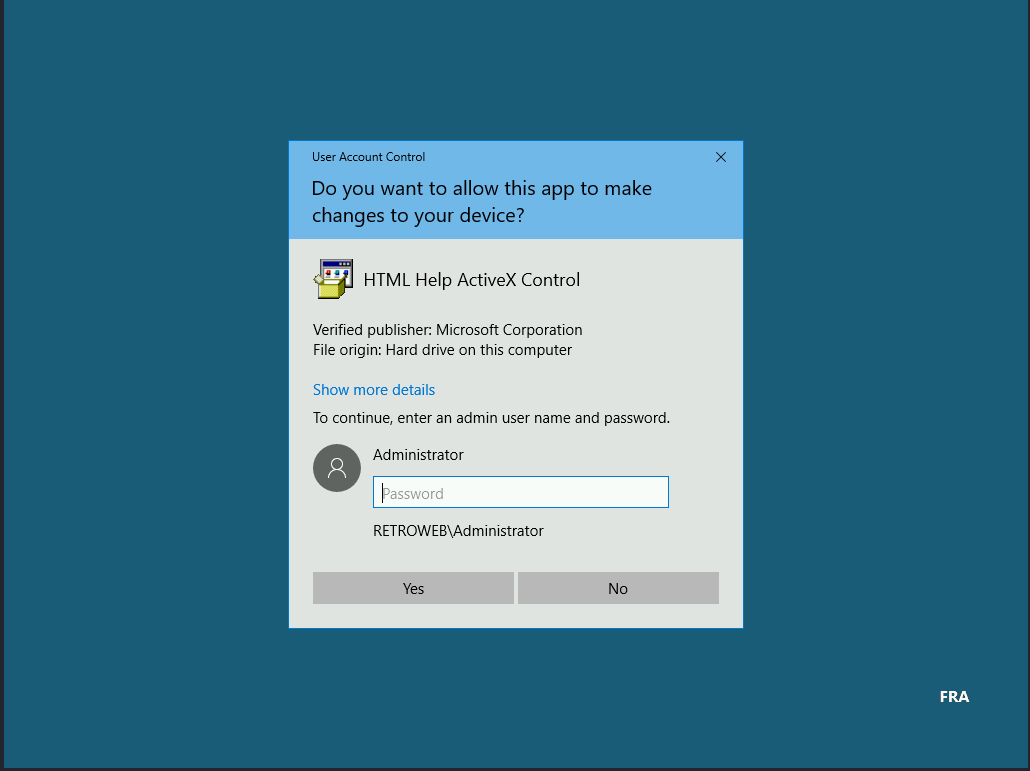 User Account Control
Do you want to allow this app to make
changes to your device?
HTML Help ActiveX Control
Verified publisher: Microsoft Corporation
File origin: Hard drive on this computer
Show more details
To continue, enter an admin user name and password.
Administrator
Password
RETROWEB\Administrator
Yes
No
FRA